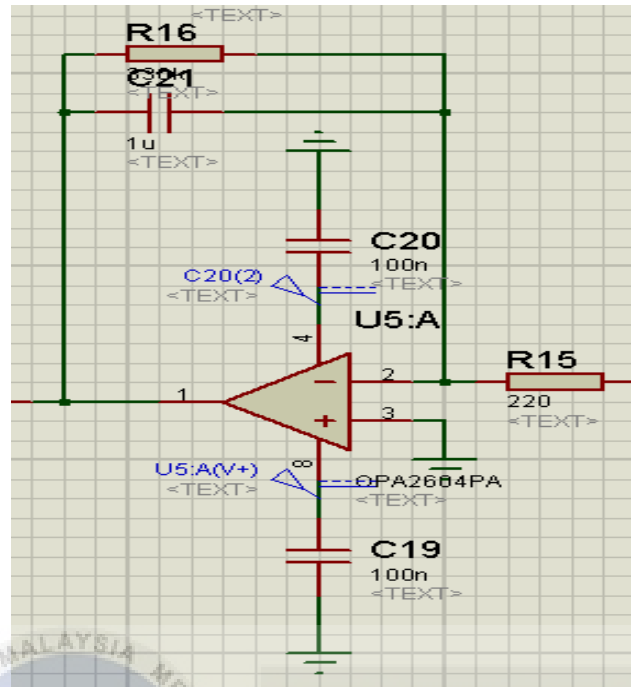 <TEXT>
R16
C21
<TEXT>
1u
<TEXT>
C20
100n
C20(2)
<TEXT>
<TEXT>
U5:A
4
1
2
3
R15
220
<TEXT>
8
U5:A(V+)
<TEXT>
OPA2604PA
<TEXT>
C19
100n
<TEXT>
MALAYSIA